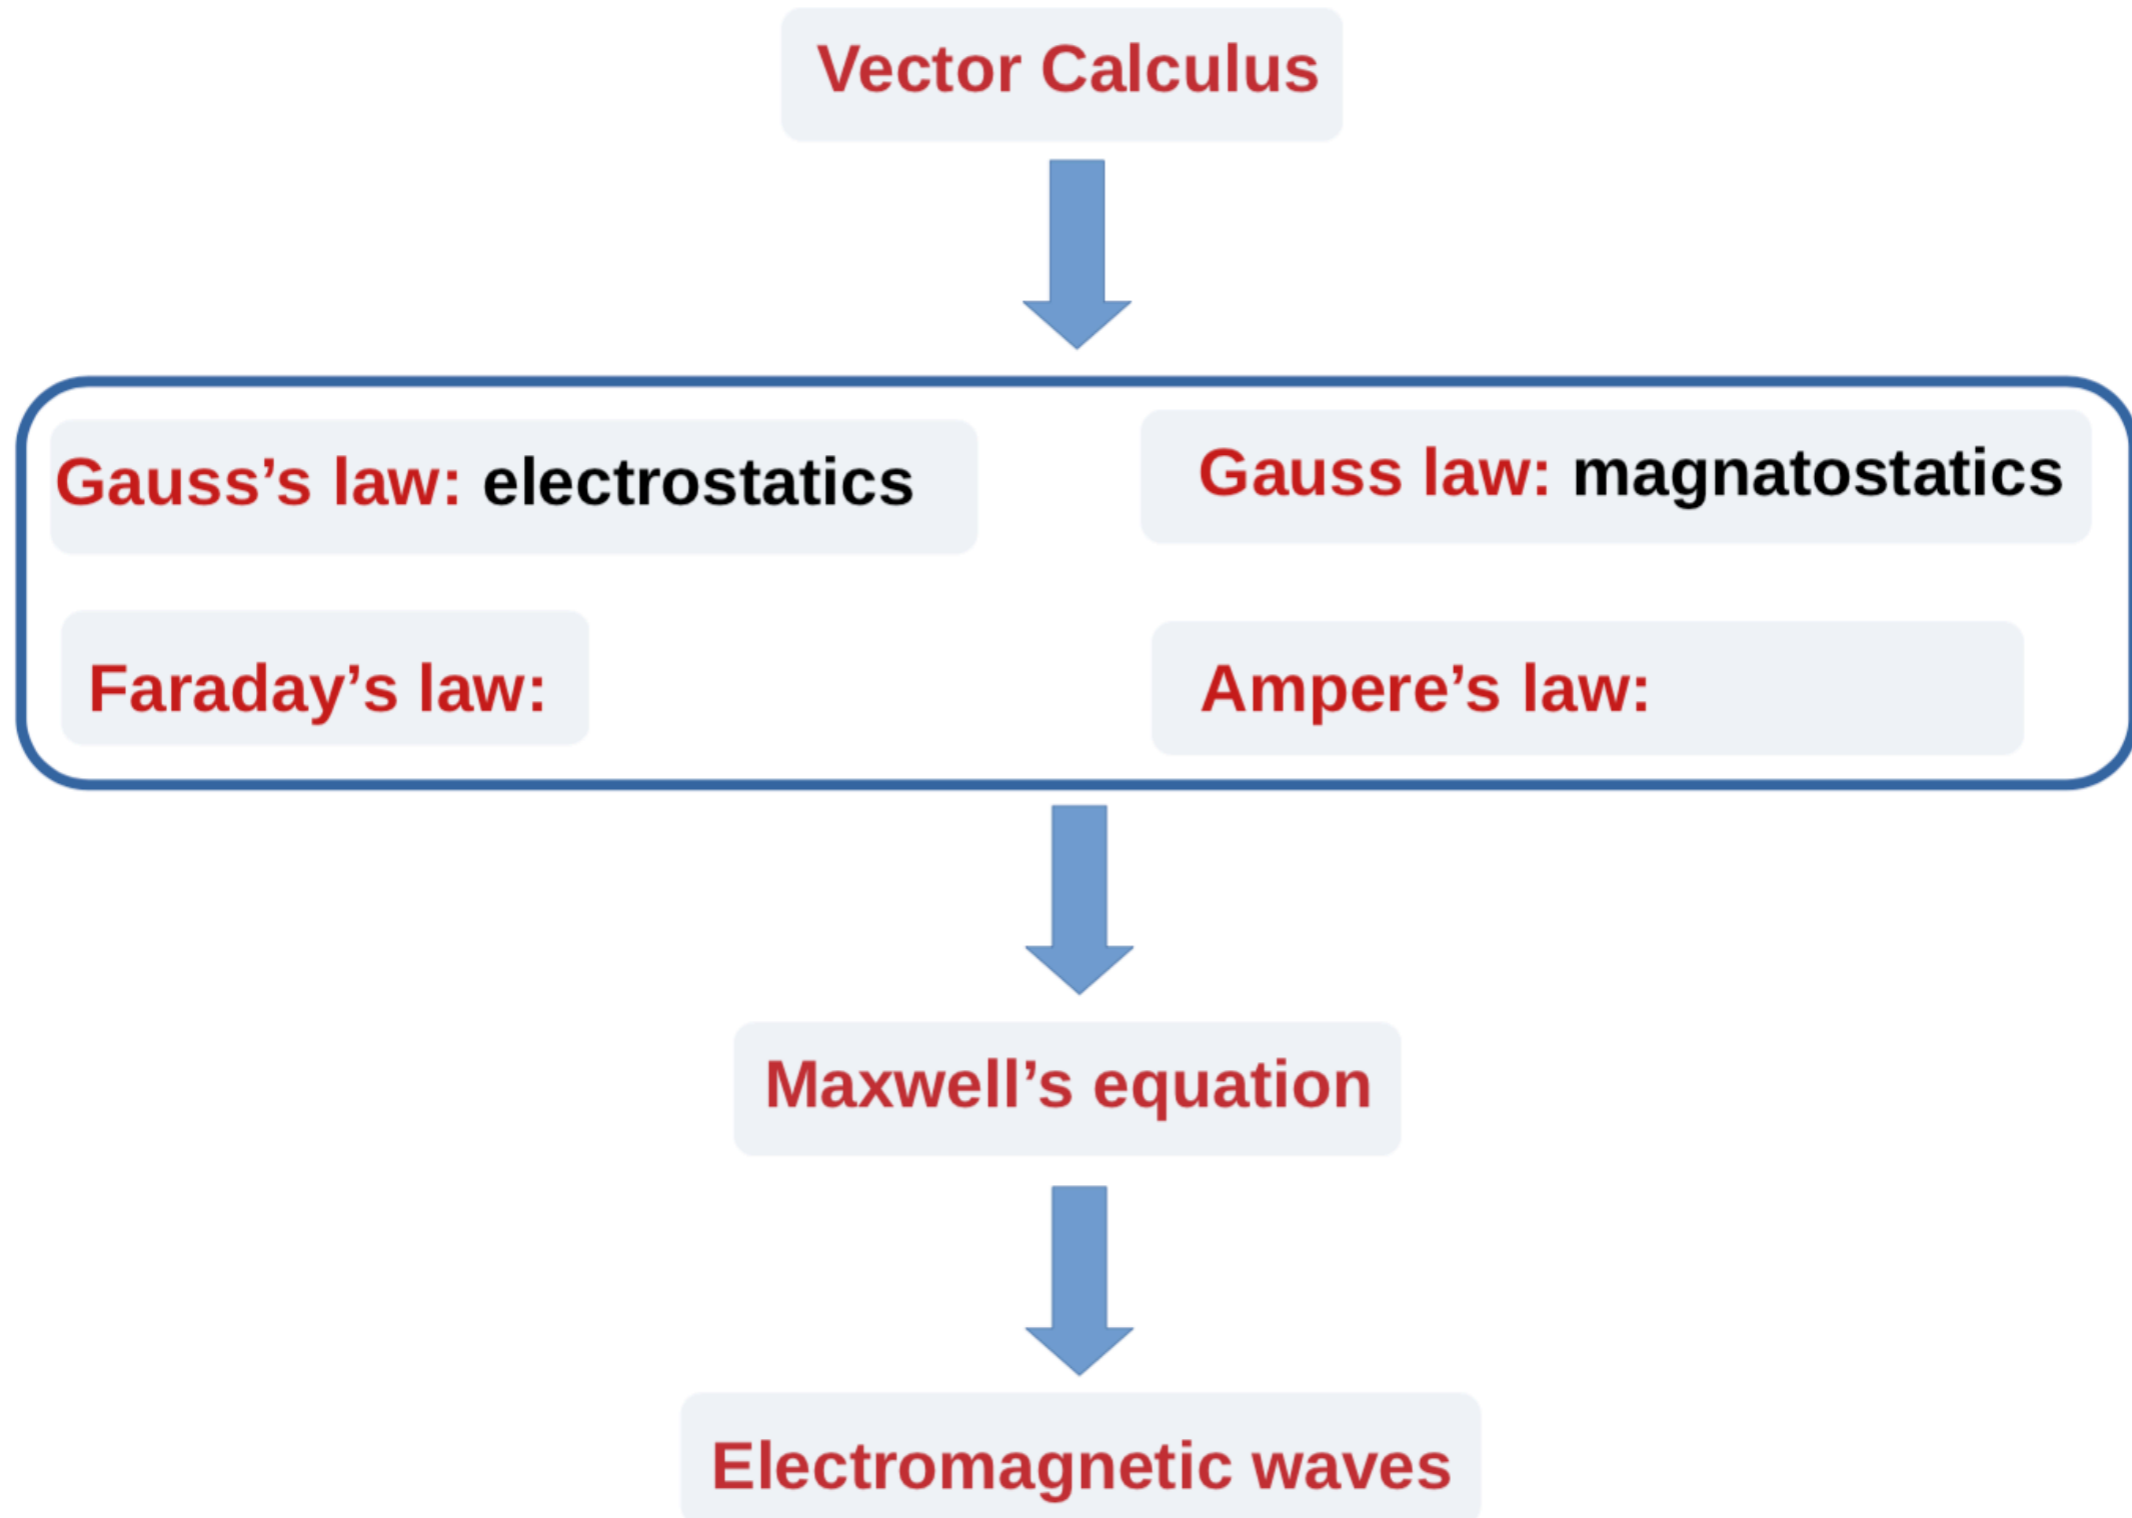 Vector Calculus
Gauss’s law: electrostatics
Gauss law: magnatostatics
Faraday’s law:
Ampere’s law:
Maxwell’s equation
Electromagnetic waves